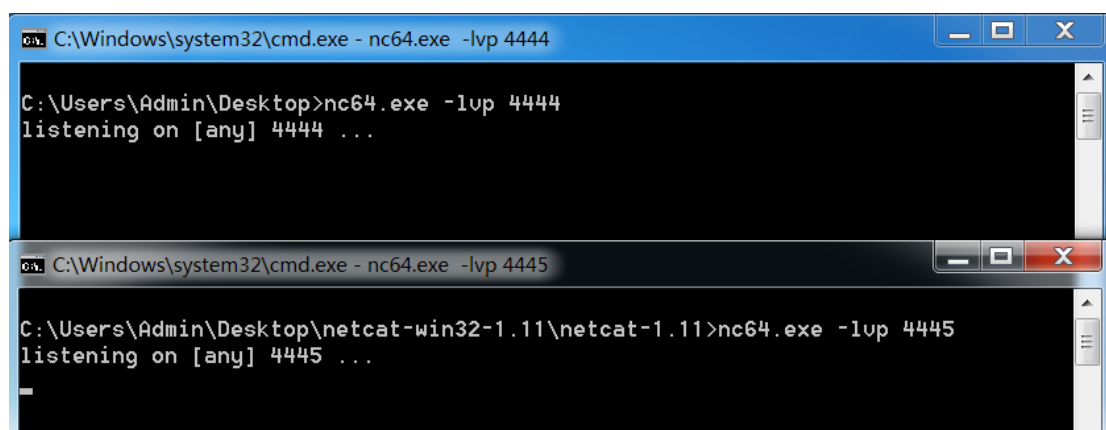 C:\Windows\system32\cmd.exe - nc64.exe -lvp 4444
C:\Users\Admin\Desktop>nc64.exe -lvp 4444
listening on [any] 4444 ...
C:\Windows\system32\cmd.exe - nc64.exe -lvp 4445
C:\Users\Admin\Desktop\netcat-win32-1.11\netcat-1.11>nc64.exe -lvp 4445
listening on [any] 4445 ...